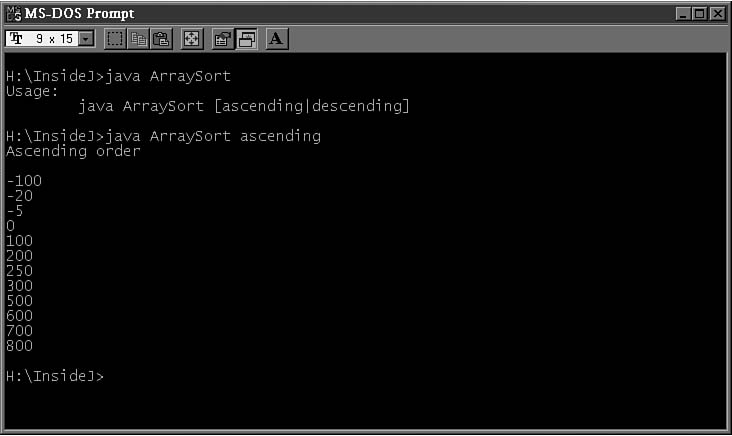 MS-DOS Prompt
9 x 15
A
H:\InsideJ>java ArraySort
Usage:
        java ArraySort [ascending|descending]
H:\InsideJ>java ArraySort ascending
Ascending order
-100
-20
-5
0
100
200
250
300
500
600
700
800
H:\InsideJ>